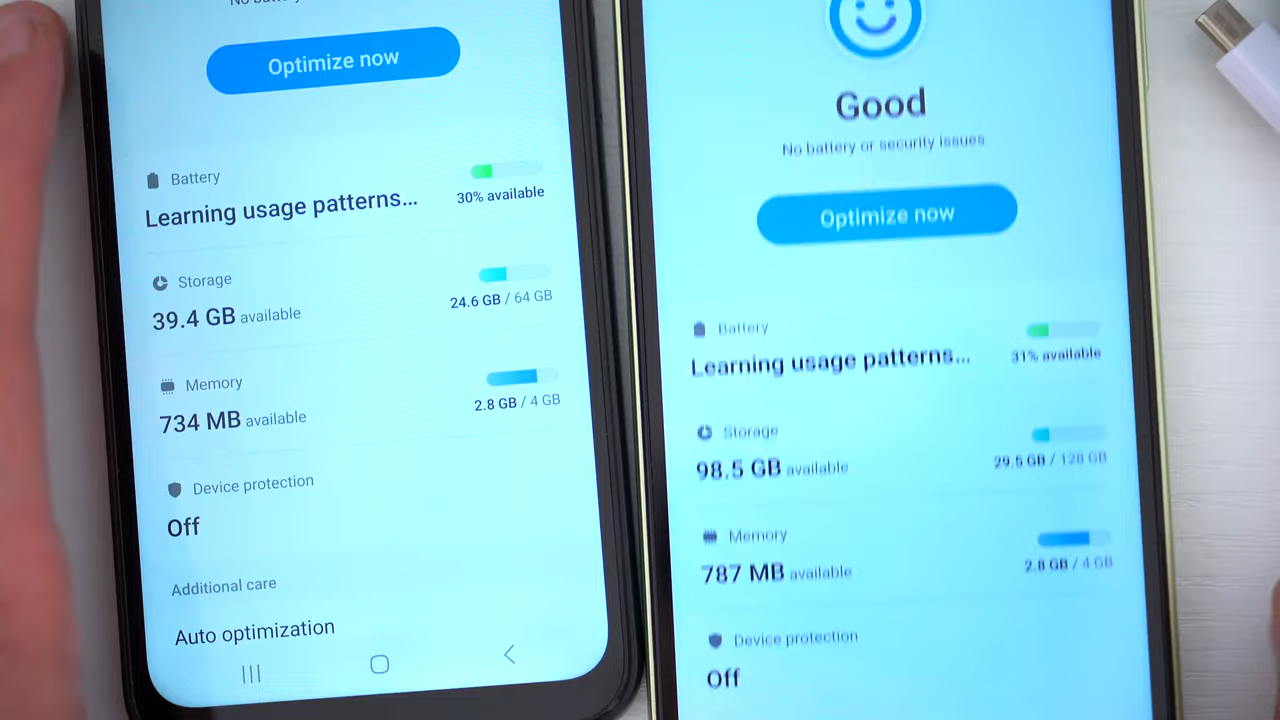 Optimize now
Battery
Learning usage patterns...
30% available
Storage
39.4 GB available
24.6 GB / 64 GB
Memory
734 MB available
2.8 GB / 4 GB
Device protection
Off
Additional care
Auto optimization
Good
No battery or security issues
Optimize now
Battery
Learning usage patterns...
31% available
Storage
98.5 GB available
29.5 GB / 128 GB
Memory
787 MB available
2.8 GB / 4 GB
Device protection
Off